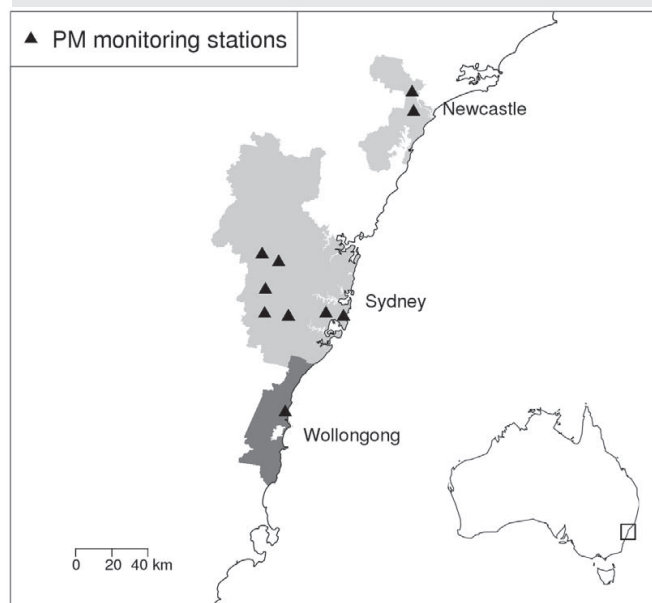 ▲ PM monitoring stations
Newcastle
Sydney
Wollongong
0 20 40 km